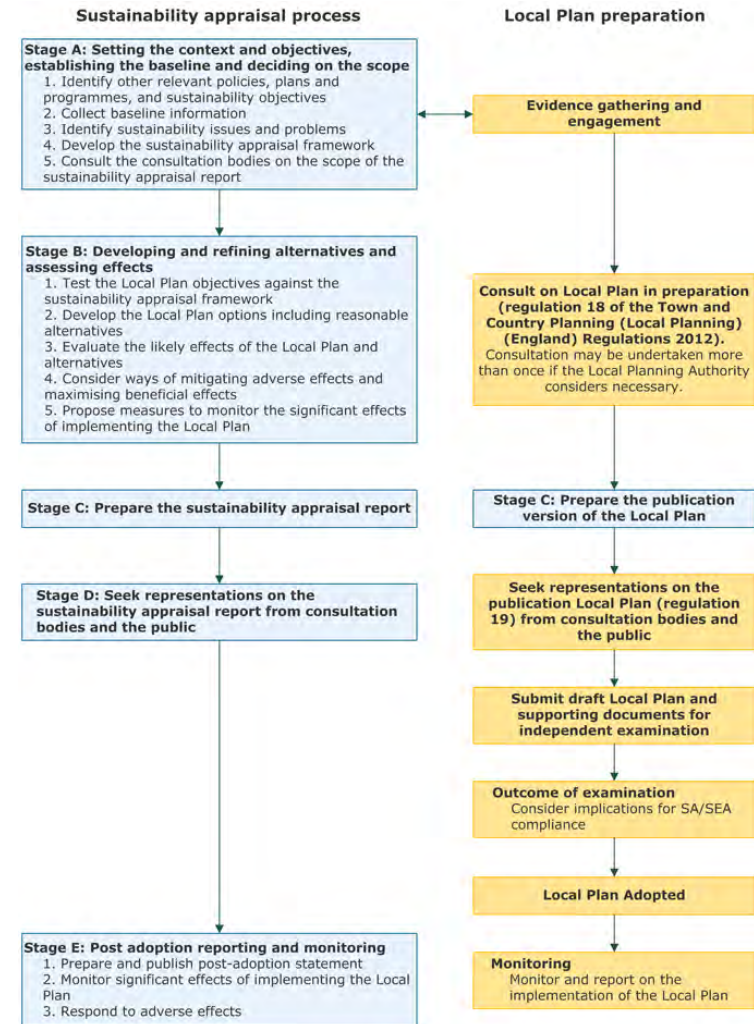 Sustainability appraisal process
Local Plan preparation
Stage A: Setting the context and objectives,
establishing the baseline and deciding on the scope
1. Identify other relevant policies, plans and
programmes, and sustainability objectives
2. Collect baseline information
3. Identify sustainability issues and problems
4. Develop the sustainability appraisal framework
5. Consult the consultation bodies on the scope of the
sustainability appraisal report
Evidence gathering and
engagement
Stage B: Developing and refining alternatives and
assessing effects
1. Test the Local Plan objectives against the
sustainability appraisal framework
2. Develop the Local Plan options including reasonable
alternatives
3. Evaluate the likely effects of the Local Plan and
alternatives
4. Consider ways of mitigating adverse effects and
maximising beneficial effects
5. Propose measures to monitor the significant effects
of implementing the Local Plan
Consult on Local Plan in preparation
(regulation 18 of the Town and
Country Planning (Local Planning)
(England) Regulations 2012).
Consultation may be undertaken more
than once if the Local Planning Authority
considers necessary.
Stage C: Prepare the sustainability appraisal report
Stage C: Prepare the publication
version of the Local Plan
Stage D: Seek representations on the
sustainability appraisal report from consultation
bodies and the public
Seek representations on the
publication Local Plan (regulation
19) from consultation bodies and
the public
Submit draft Local Plan and
supporting documents for
independent examination
Outcome of examination
Consider implications for SA/SEA
compliance
Local Plan Adopted
Stage E: Post adoption reporting and monitoring
1. Prepare and publish post-adoption statement
2. Monitor significant effects of implementing the Local
Plan
3. Respond to adverse effects
Monitoring
Monitor and report on the
implementation of the Local Plan